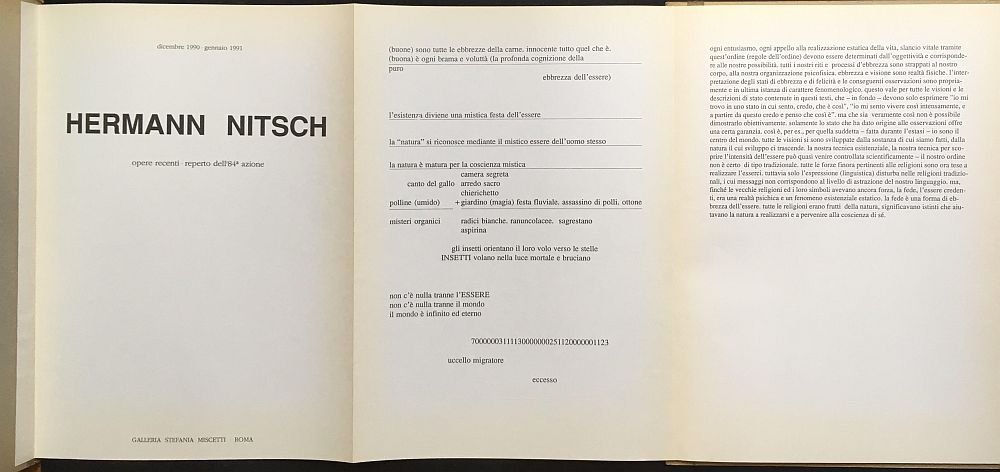 dicembre 1990 - gennaio 1991
HERMANN NITSCH
opere recenti - reperto dell'84ª azione
GALLERIA STEFANIA MISCETTI ROMA
(buone) sono tutte le ebbrezze della carne. innocente tutto quel che è.
(buona) è ogni brama e voluttà (la profonda cognizione della
puro
ebbrezza dell'essere)
l'esistenza diviene una mistica festa dell'essere
la "natura" si riconosce mediante il mistico essere dell'uomo stesso
la natura è matura per la coscienza mistica
camera segreta
canto del gallo arredo sacro
chierichetto
polline (umido) + giardino (magia) festa fluviale. assassino di polli. ottone
misteri organici radici bianche. ranuncolacee. sagrestano
aspirina
gli insetti orientano il loro volo verso le stelle
INSETTI volano nella luce mortale e bruciano
non c'è nulla tranne l'ESSERE
non c'è nulla tranne il mondo
il mondo è infinito ed eterno
70000003111130000000251120000001123
uccello migratore
eccesso
ogni entusiasmo, ogni appello alla realizzazione estatica della vita, slancio vitale tramite
quest'ordine (regole dell'ordine) devono essere determinati dall'oggettività e corrisponde-
re alle nostre possibilità. tutti i nostri riti e processi d'ebbrezza sono strappati al nostro
corpo, alla nostra organizzazione psicofisica. ebbrezza e visione sono realtà fisiche. l'inter-
pretazione degli stati di ebbrezza e di felicità e le conseguenti osservazioni sono propria-
mente e in ultima istanza di carattere fenomenologico. questo vale per tutte le visioni e le
descrizioni di stato contenute in questi testi, che – in fondo – devono solo esprimere "io mi
trovo in uno stato in cui sento, credo, che è così", "io mi sento vivere così intensamente, e
a partire da questo credo e penso che così è". ma che sia veramente così non è possibile
dimostrarlo obiettivamente. solamente lo stato che ha dato origine alle osservazioni offre
una certa garanzia. così è, per es., per quella suddetta – fatta durante l'estasi – io sono il
centro del mondo. tutte le visioni si sono sviluppate dalla sostanza di cui siamo fatti, dalla
natura il cui sviluppo ci trascende. la nostra tecnica esistenziale, la nostra tecnica per sco-
prire l'intensità dell'essere può quasi venire controllata scientificamente – il nostro ordine
non è certo di tipo tradizionale. tutte le forze finora pertinenti alle religioni sono ora tese a
realizzare l'esserci. tuttavia solo l'espressione (linguistica) disturba nelle religioni tradizio-
nali, i cui messaggi non corrispondono al livello di astrazione del nostro linguaggio. ma,
finché le vecchie religioni ed i loro simboli avevano ancora forza, la fede, l'essere creden-
ti, era una realtà psichica e un fenomeno esistenziale estatico. la fede è una forma di eb-
brezza dell'essere. tutte le religioni erano frutti della natura, significavano istinti che aiu-
tavano la natura a realizzarsi e a pervenire alla coscienza di sé.